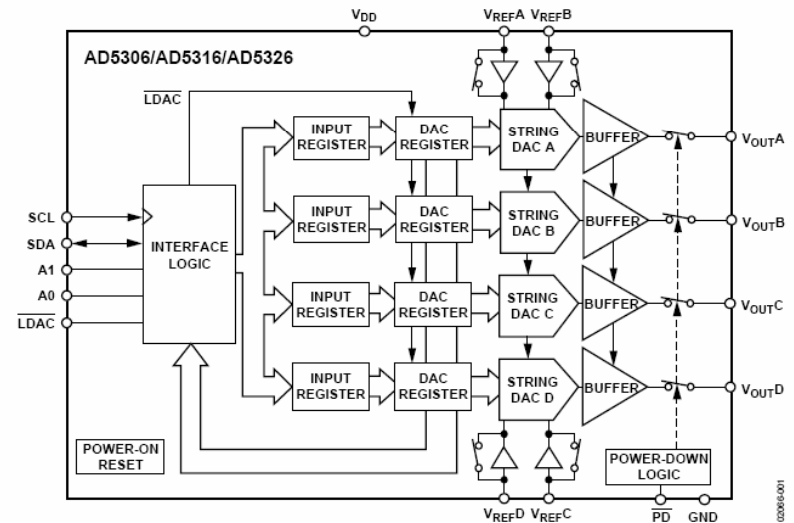 VDD
VREFA VREFB
AD5306/AD5316/AD5326
LDAC
INPUT
REGISTER
DAC
REGISTER
STRING
DAC A
BUFFER
VOUTA
INPUT
REGISTER
DAC
REGISTER
STRING
DAC B
BUFFER
VOUTB
SCL
SDA
A1
A0
LDAC
INTERFACE
LOGIC
INPUT
REGISTER
DAC
REGISTER
STRING
DAC C
BUFFER
VOUTC
INPUT
REGISTER
DAC
REGISTER
STRING
DAC D
BUFFER
VOUTD
POWER-ON
RESET
POWER-DOWN
LOGIC
VREFD VREFC
PD
GND
02066-001